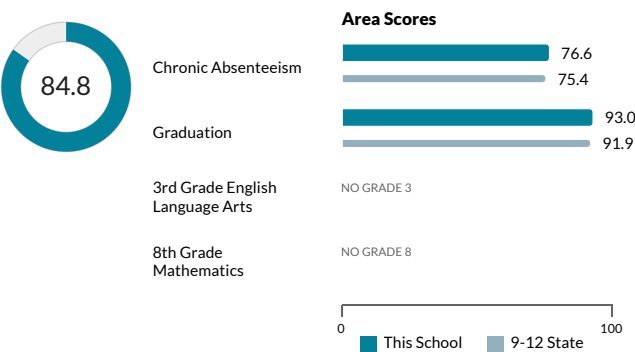 Area Scores
84.8
Chronic Absenteeism
76.6
75.4
Graduation
93.0
91.9
3rd Grade English
Language Arts
NO GRADE 3
8th Grade
Mathematics
NO GRADE 8
0
100
This School
9-12 State